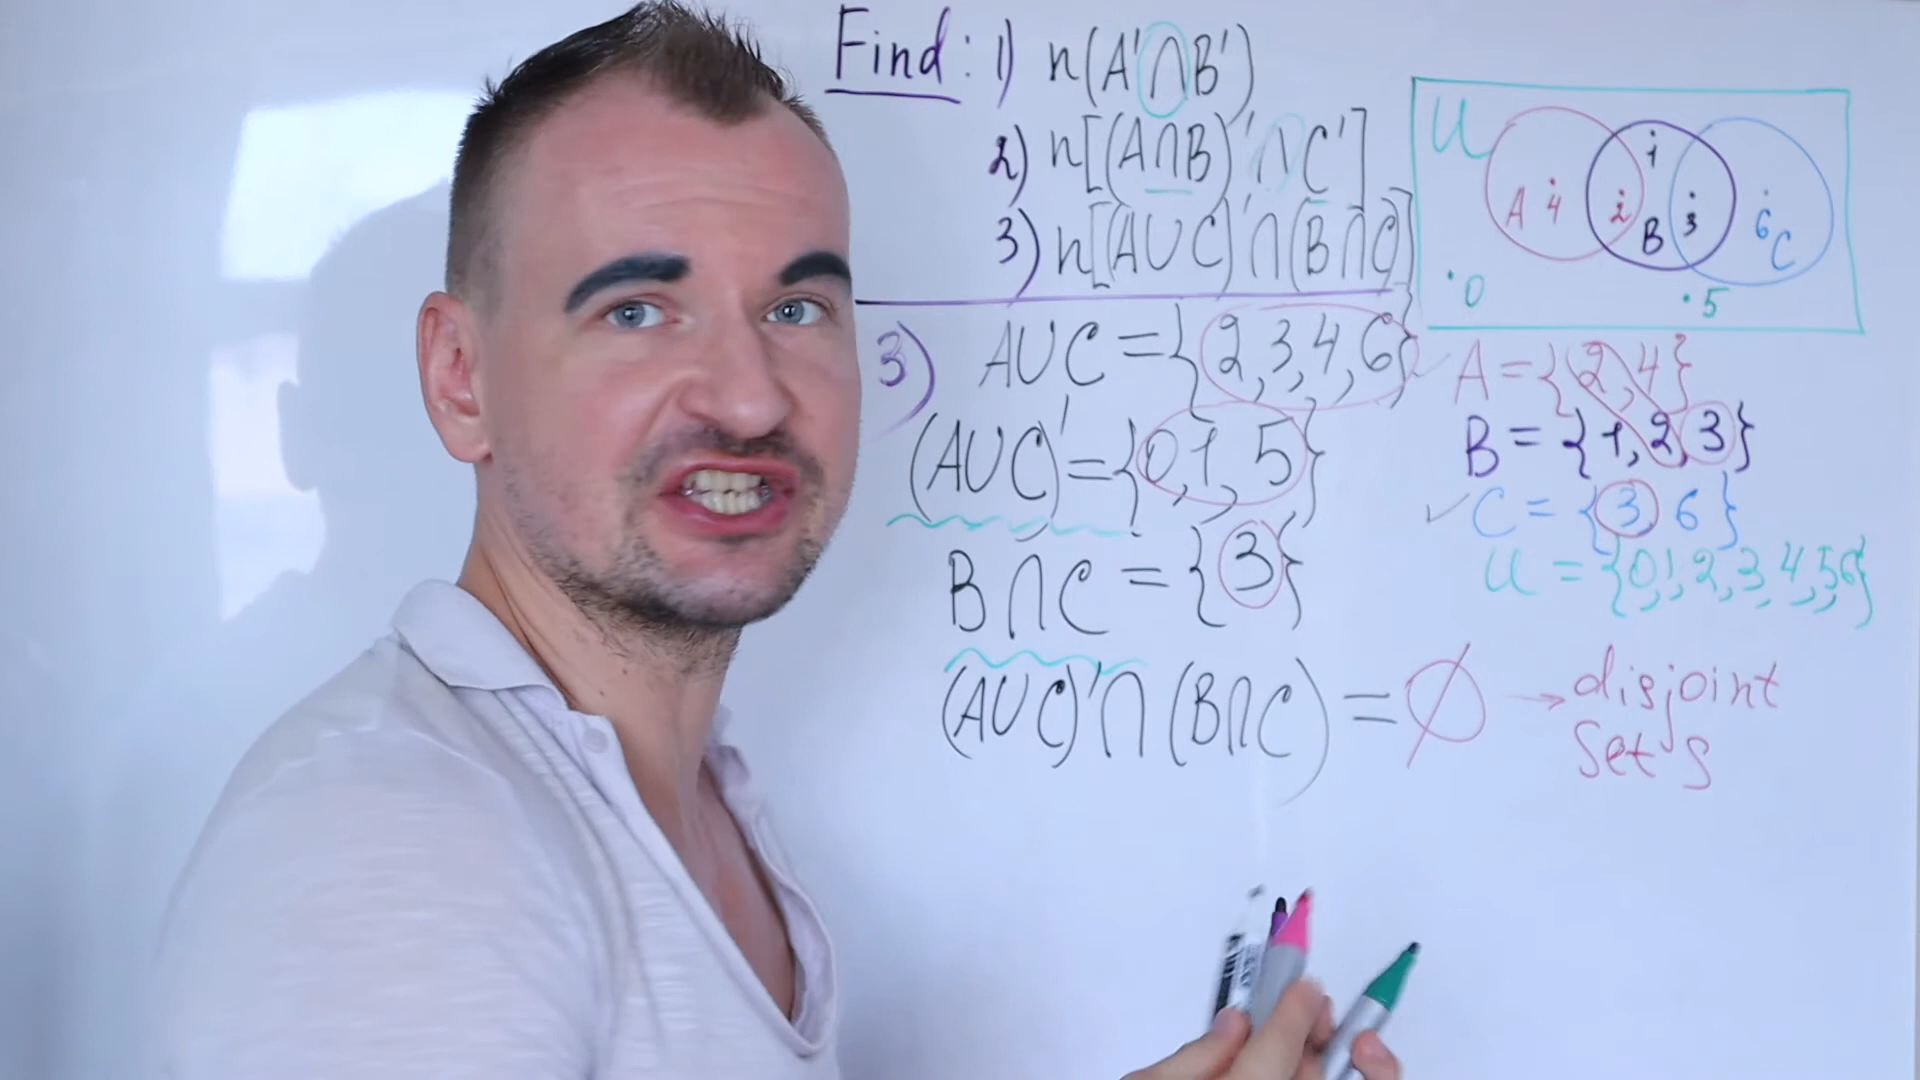 Find: 1) n(A'∩B')
2) n[(A∩B)'∩C']
3) n[(A∪C)'∩(B∩C)]
U
A 4 2 1 B 3 6 C
0 5
3) A∪C={2,3,4,6}
(A∪C)'={0,1,5}
B∩C={3}
(A∪C)'∩(B∩C)=∅→disjoint
sets
A={2,4}
B={1,2,3}
C={3,6}
U={0,1,2,3,4,5,6}